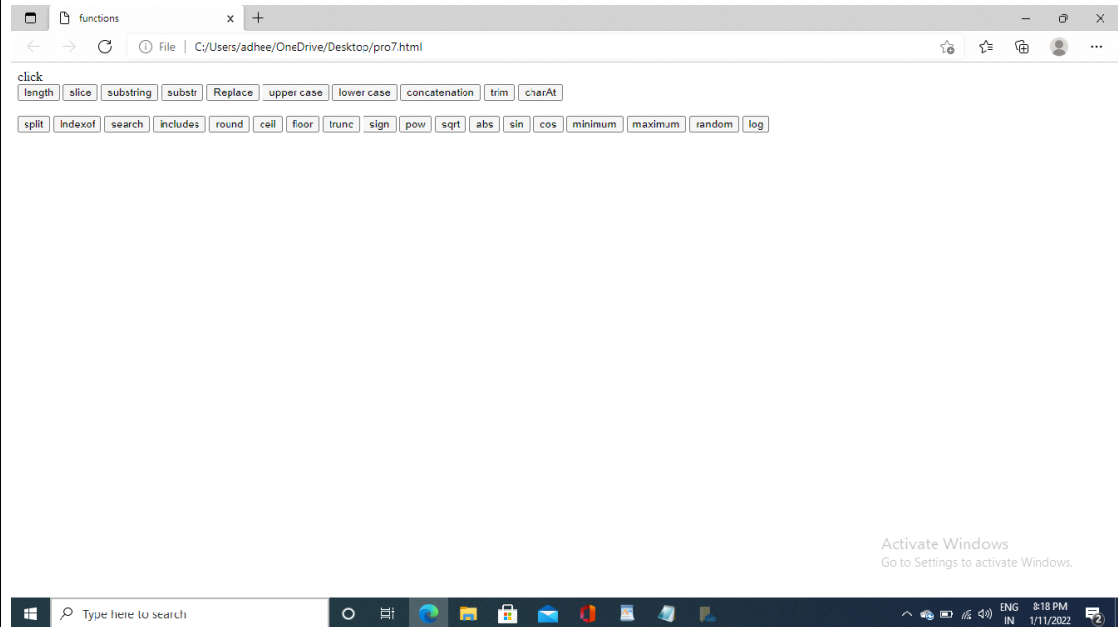 functions
File C:/Users/adhee/OneDrive/Desktop/pro7.html
click
length slice substring substr Replace upper case lower case concatenation trim charAt
split Indexof search includes round ceil floor trunc sign pow sqrt abs sin cos minimum maximum random log
Activate Windows
Go to Settings to activate Windows.
Type here to search
ENG 8:18 PM
IN 1/11/2022
2